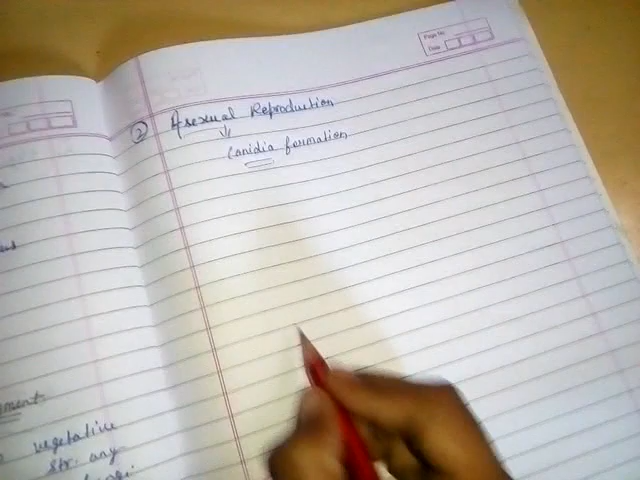 Page No.
Date
② Asexual Reproduction
Conidia formation
vegetative
str. any